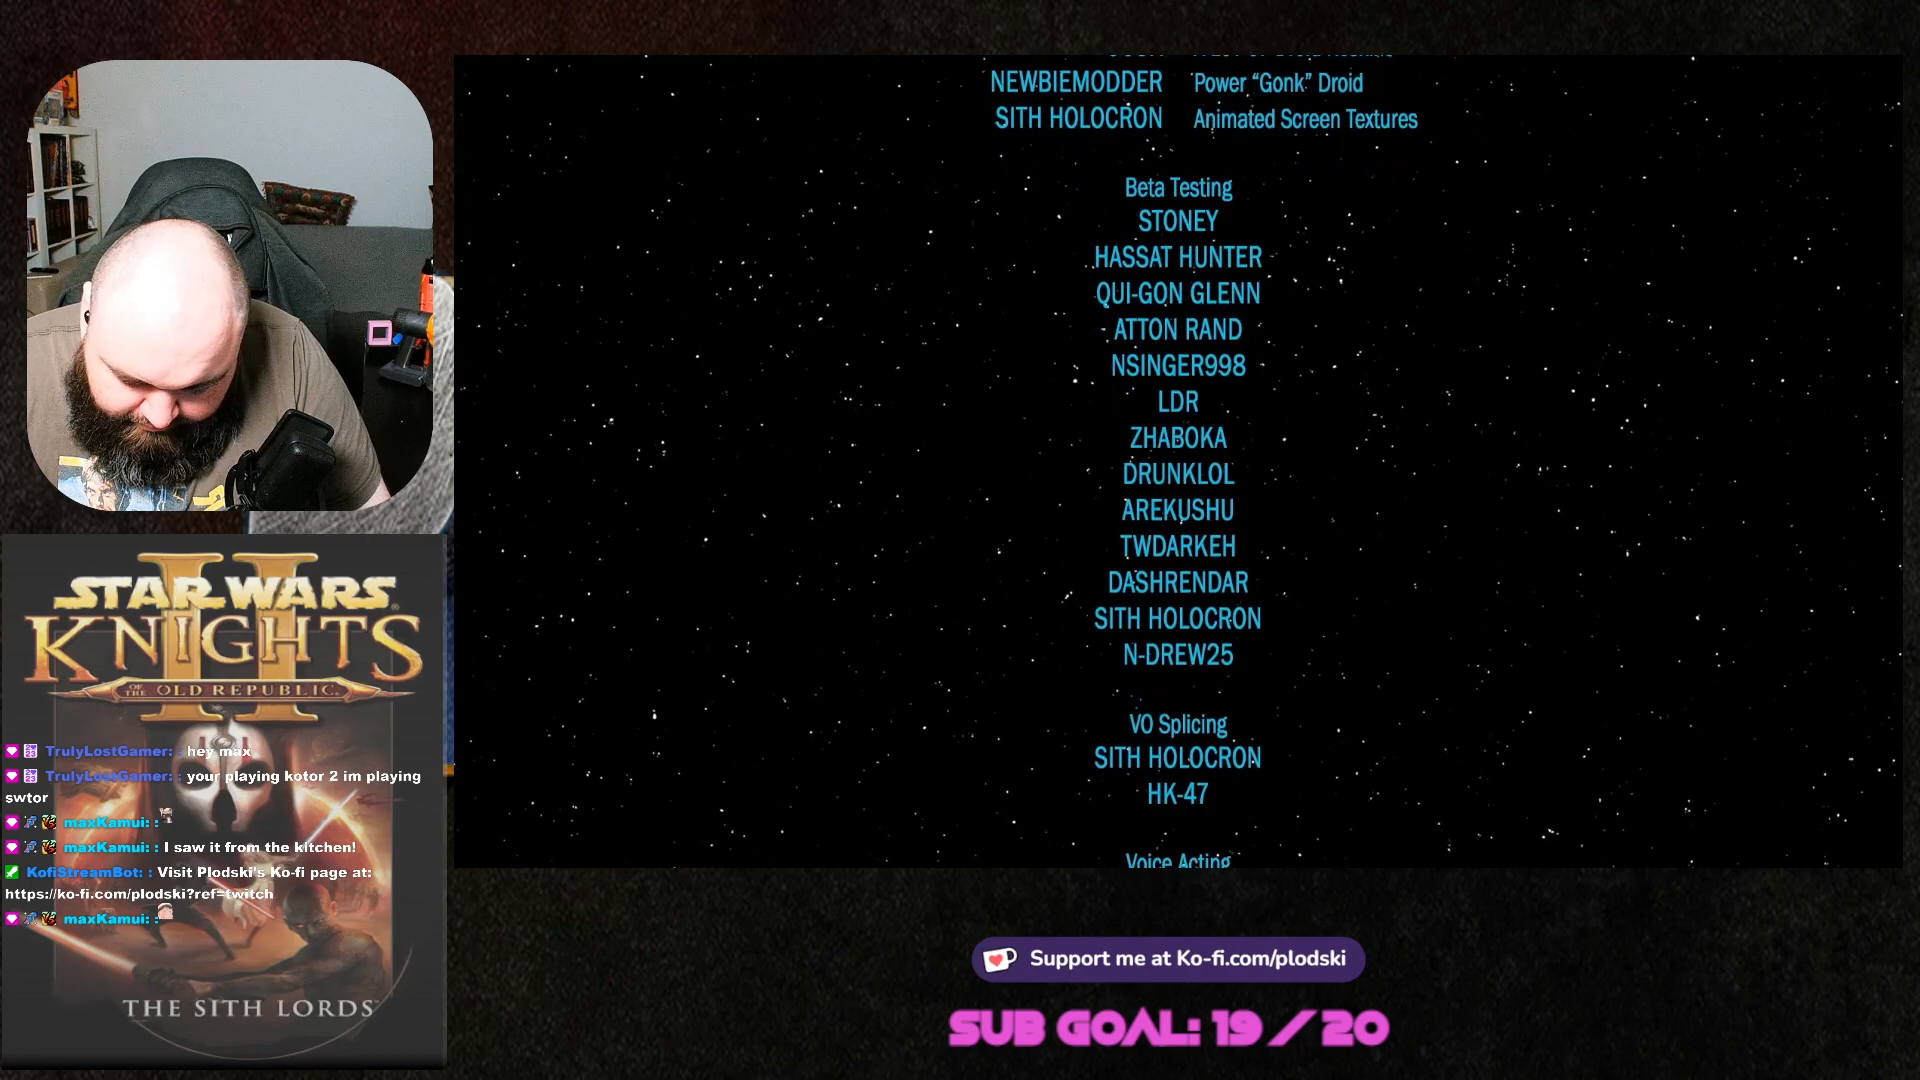 NEWBIEMODDER Power “Gonk” Droid
SITH HOLOCRON Animated Screen Textures
Beta Testing
STONEY
HASSAT HUNTER
QUI-GON GLENN
ATTON RAND
NSINGER998
LDR
ZHABOKA
DRUNKLOL
AREKUSHU
TWDARKEH
DASHRENDAR
SITH HOLOCRON
N-DREW25
VO Splicing
SITH HOLOCRON
HK-47
Voice Acting
II
STAR WARS
KNIGHTS
OF THE OLD REPUBLIC
TrulyLostGamer: : hey max
TrulyLostGamer: : your playing kotor 2 im playing
swtor
maxKamui: :
maxKamui: : I saw it from the kitchen!
KofiStreamBot: : Visit Plodski's Ko-fi page at:
https://ko-fi.com/plodski?ref=twitch
maxKamui: :
THE SITH LORDS
Support me at Ko-fi.com/plodski
SUB GOAL: 19 / 20